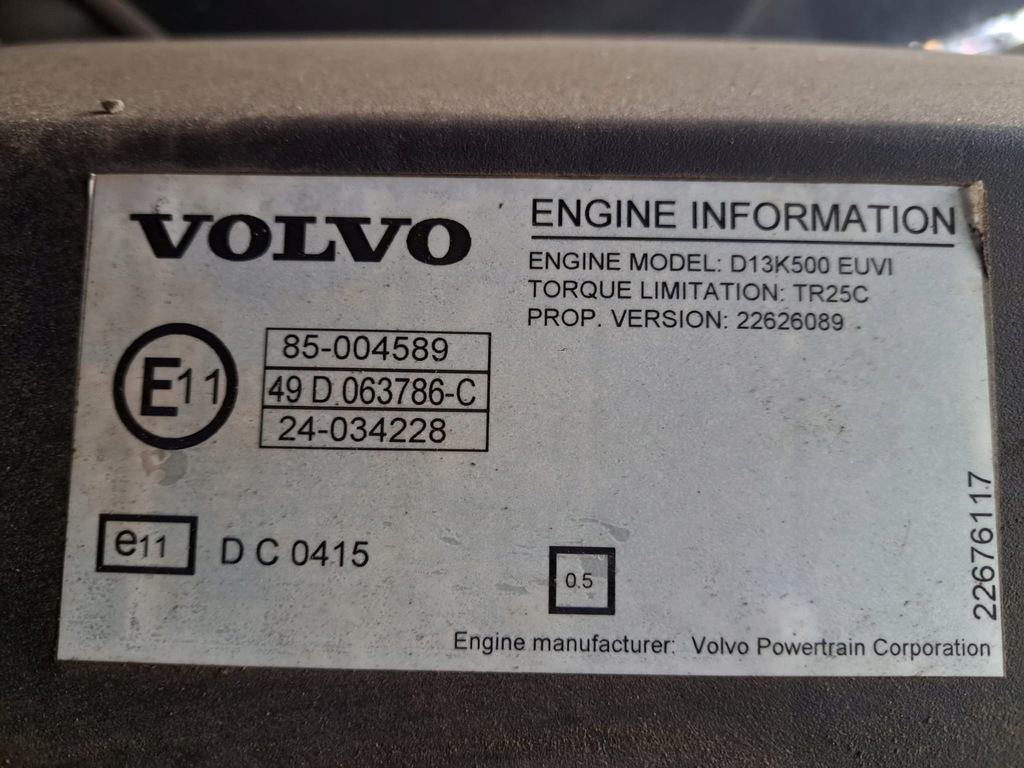 VOLVO
ENGINE INFORMATION
ENGINE MODEL: D13K500 EUVI
TORQUE LIMITATION: TR25C
PROP. VERSION: 22626089
E11
85-004589
49 D.063786-C
24-034228
e11 D C 0415
0.5
22676117
Engine manufacturer: Volvo Powertrain Corporation